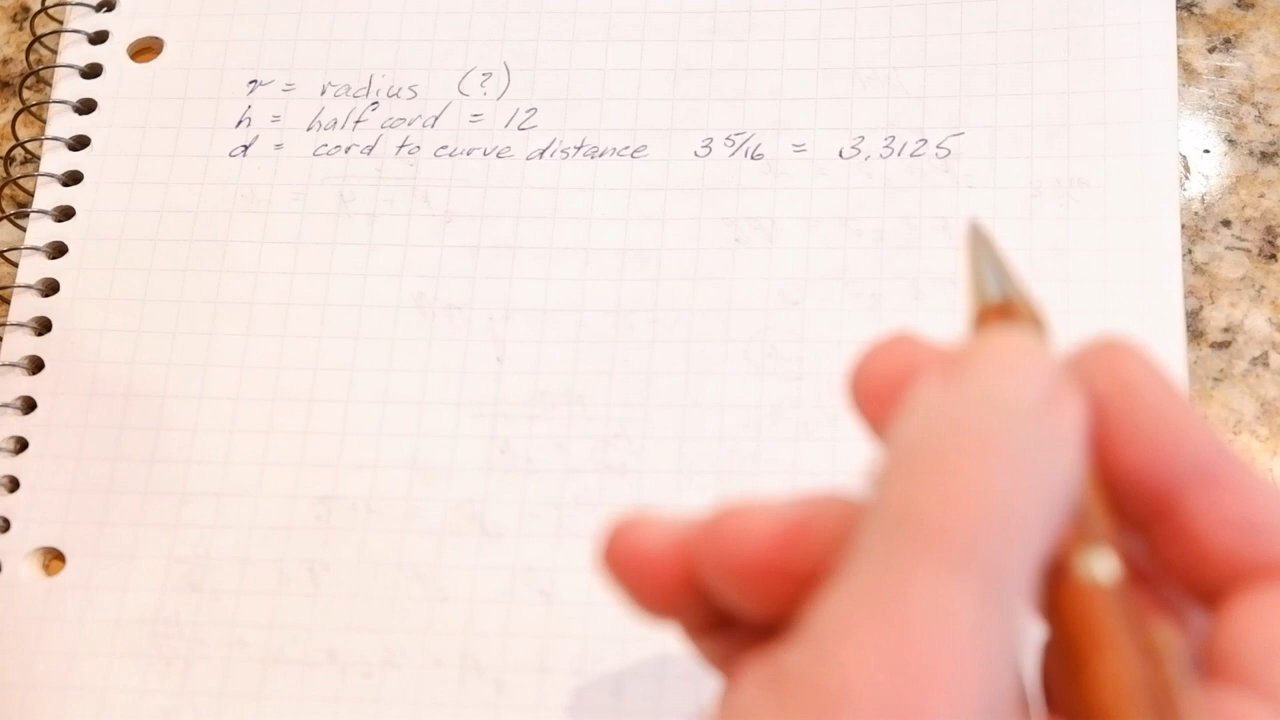 r = radius (?)
h = half cord = 12
d = cord to curve distance 3 5/16 = 3.3125